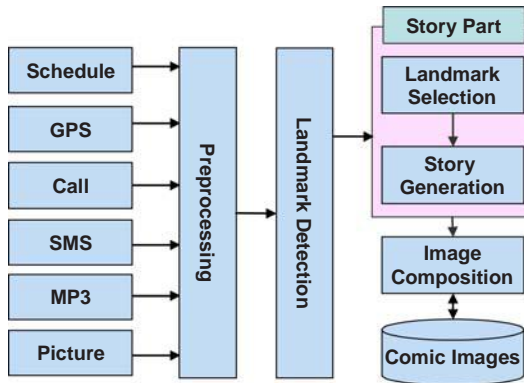 Story Part
Schedule
GPS
Call
SMS
MP3
Picture
Preprocessing
Landmark Detection
Landmark
Selection
Story
Generation
Image
Composition
Comic Images